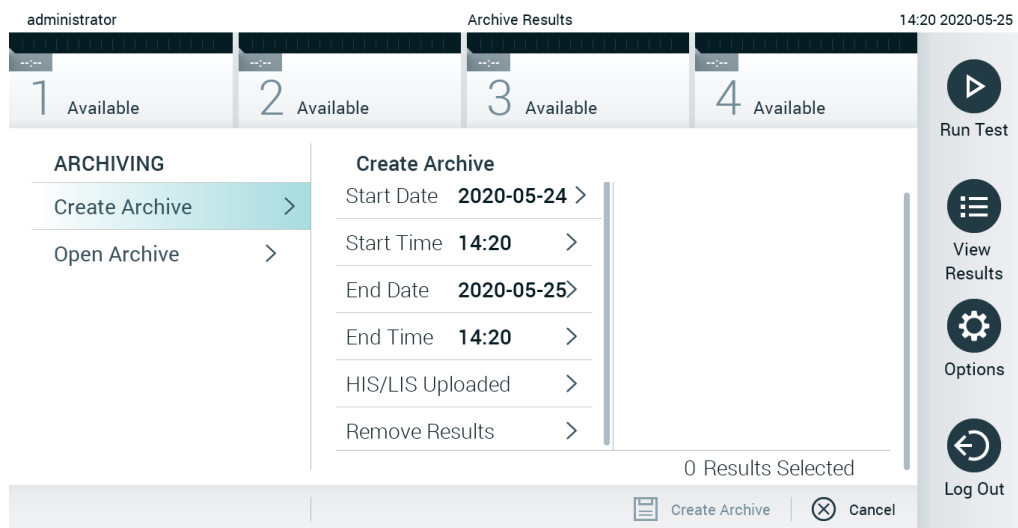 administrator
Archive Results
14:20 2020-05-25
--:--
--:--
--:--
--:--
1 Available
2 Available
3 Available
4 Available
Run Test
View
Results
Options
Log Out
ARCHIVING
Create Archive
Open Archive
Create Archive
Start Date 2020-05-24
Start Time 14:20
End Date 2020-05-25
End Time 14:20
HIS/LIS Uploaded
Remove Results
0 Results Selected
Create Archive
Cancel